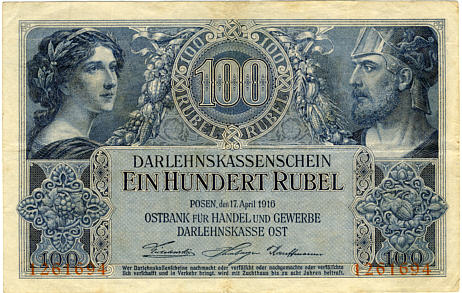 100 100
100
RUBEL RUBEL
DARLEHNSKASSENSCHEIN
EIN HUNDERT RUBEL
POSEN, den 17. April 1916
OSTBANK FÜR HANDEL UND GEWERBE
DARLEHNSKASSE OST
100 100
1261694 1261694
Wer Darlehnskassenscheine nachmacht oder verfälscht oder nachgemachte oder verfälschte
sich verschafft und in Verkehr bringt, wird mit Zuchthaus bis zu acht Jahren bestraft.